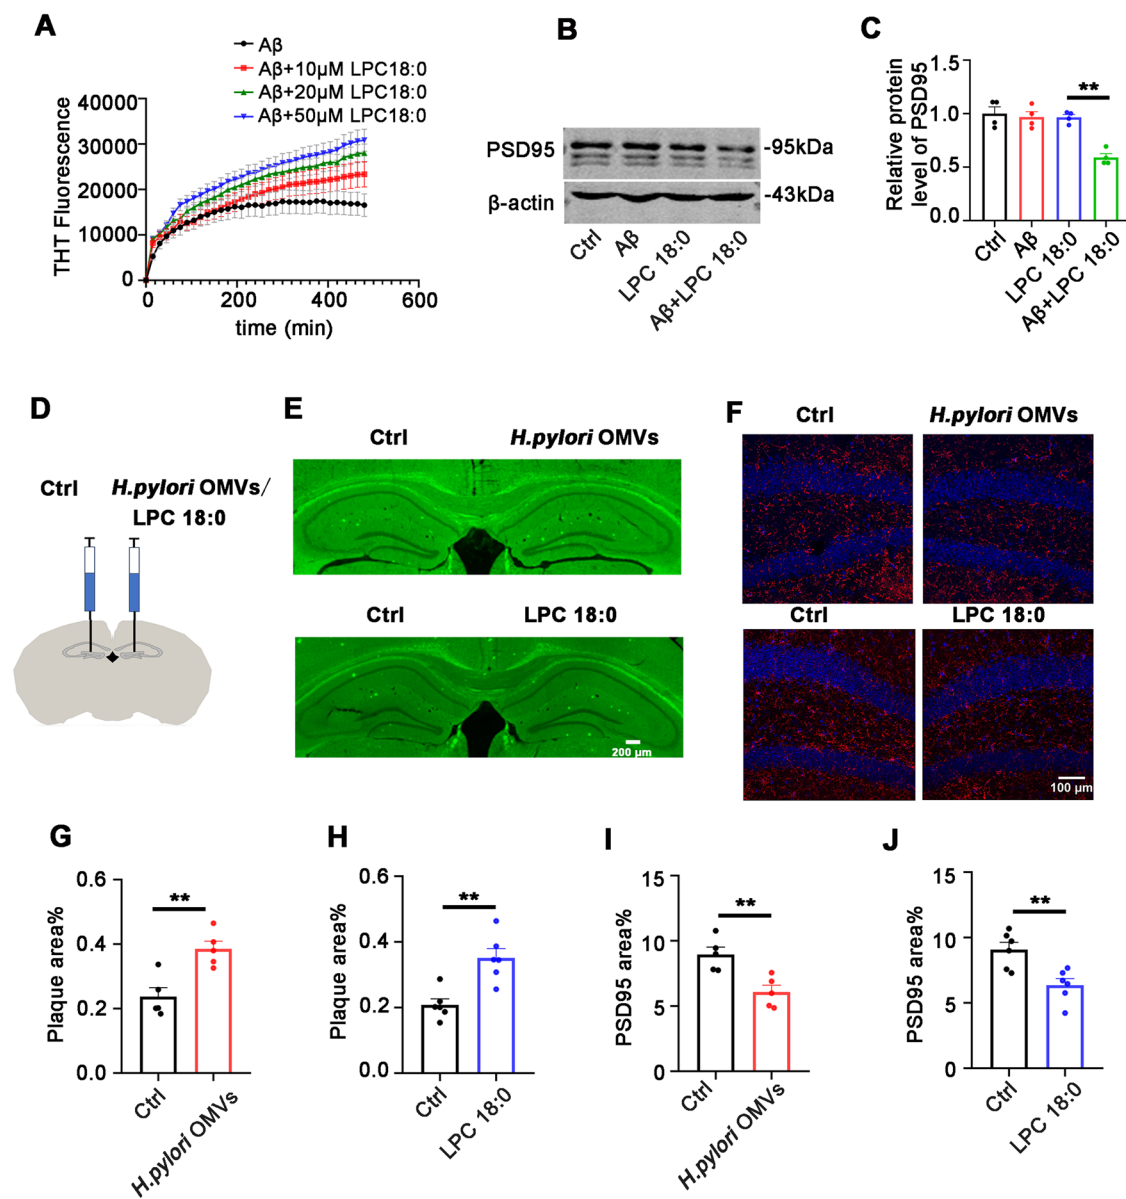 A
Aβ
Aβ+10μM LPC18:0
Aβ+20μM LPC18:0
Aβ+50μM LPC18:0
THT Fluorescence
40000
30000
20000
10000
0
0
200
400
600
time (min)
B
PSD95
-95kDa
β-actin
-43kDa
Ctrl
Aβ
LPC 18:0
Aβ+LPC 18:0
C
Relative protein
level of PSD95
1.5
1.0
0.5
0.0
**
Ctrl
Aβ
LPC 18:0
Aβ+LPC 18:0
D
Ctrl
H.pylori OMVs/
LPC 18:0
E
Ctrl
H.pylori OMVs
Ctrl
LPC 18:0
200 μm
F
Ctrl
H.pylori OMVs
Ctrl
LPC 18:0
100 μm
G
Plaque area%
0.6
0.4
0.2
0.0
**
Ctrl
H.pylori OMVs
H
Plaque area%
0.6
0.4
0.2
0.0
**
Ctrl
LPC 18:0
I
PSD95 area%
15
10
5
0
**
Ctrl
H.pylori OMVs
J
PSD95 area%
15
10
5
0
**
Ctrl
LPC 18:0